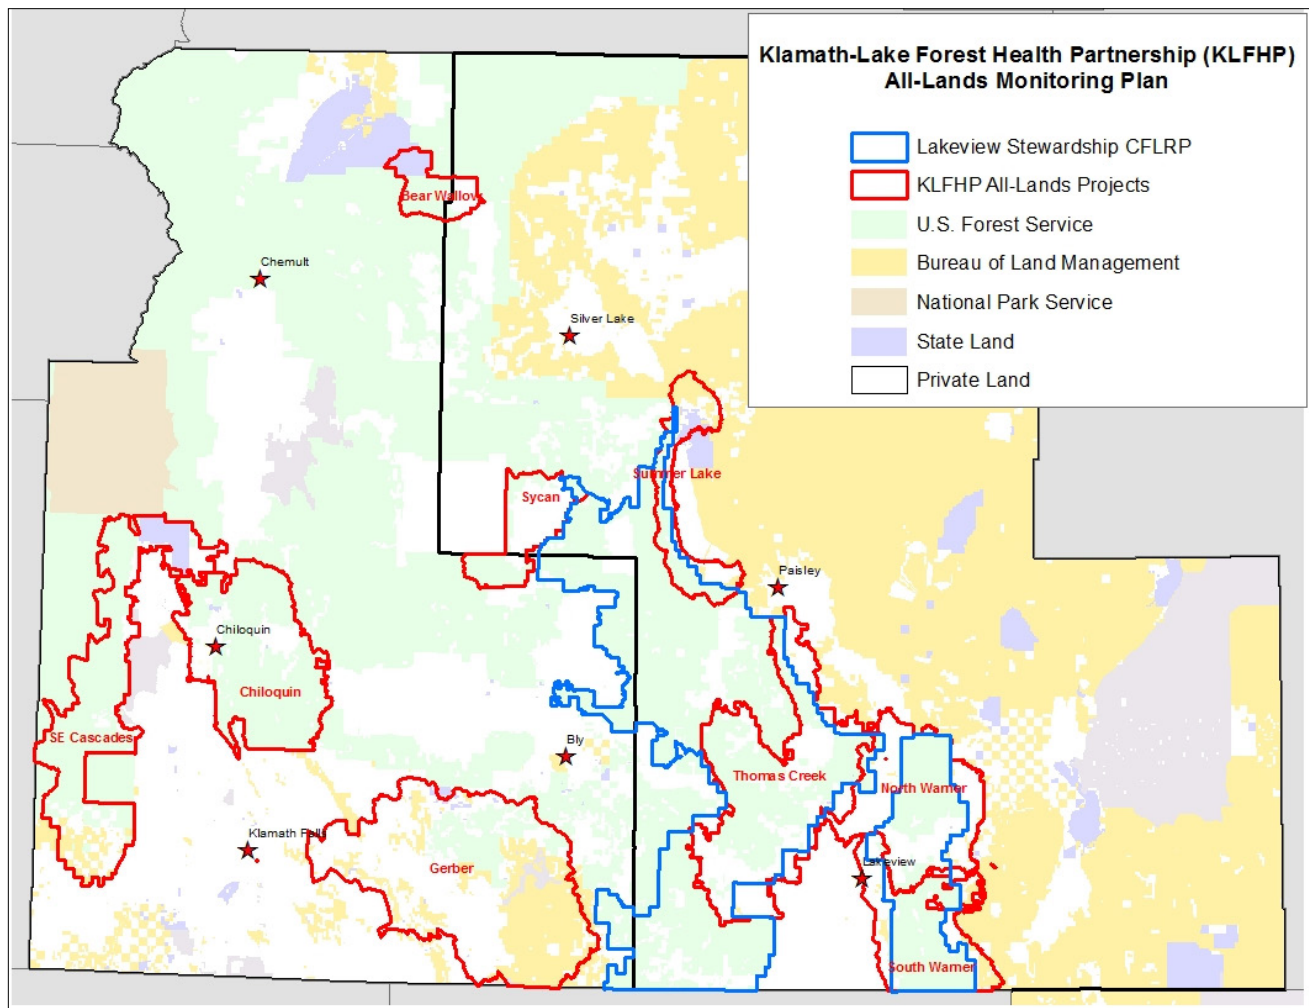 Klamath-Lake Forest Health Partnership (KLFHP)
All-Lands Monitoring Plan
Lakeview Stewardship CFLRP
KLFHP All-Lands Projects
U.S. Forest Service
Bureau of Land Management
National Park Service
State Land
Private Land
Bear Wallow
Chemult
Silver Lake
Summer Lake
Sycan
Paisley
Chiloquin
Chiloquin
SE Cascades
Bly
Thomas Creek
North Warner
Klamath Falls
Gerber
Lakeview
South Warner